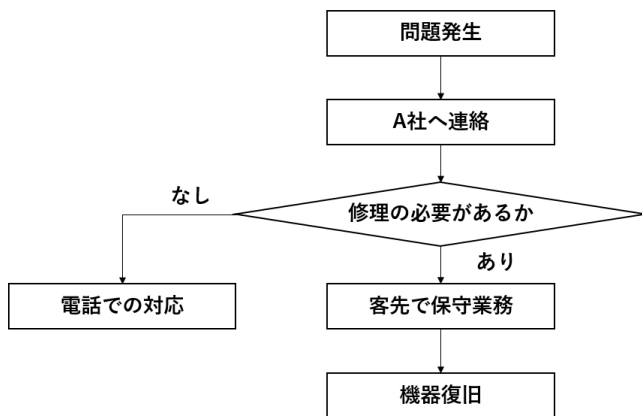 問題発生
A社へ連絡
修理の必要があるか
なし
あり
電話での対応
客先で保守業務
機器復旧